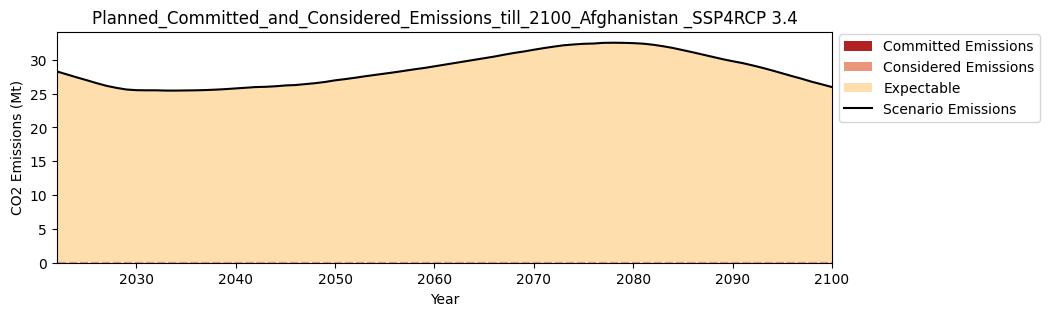 Planned_Committed_and_Considered_Emissions_till_2100_Afghanistan _SSP4RCP 3.4
Committed Emissions
Considered Emissions
Expectable
Scenario Emissions
CO2 Emissions (Mt)
30
25
20
15
10
5
0
2030 2040 2050 2060 2070 2080 2090 2100
Year